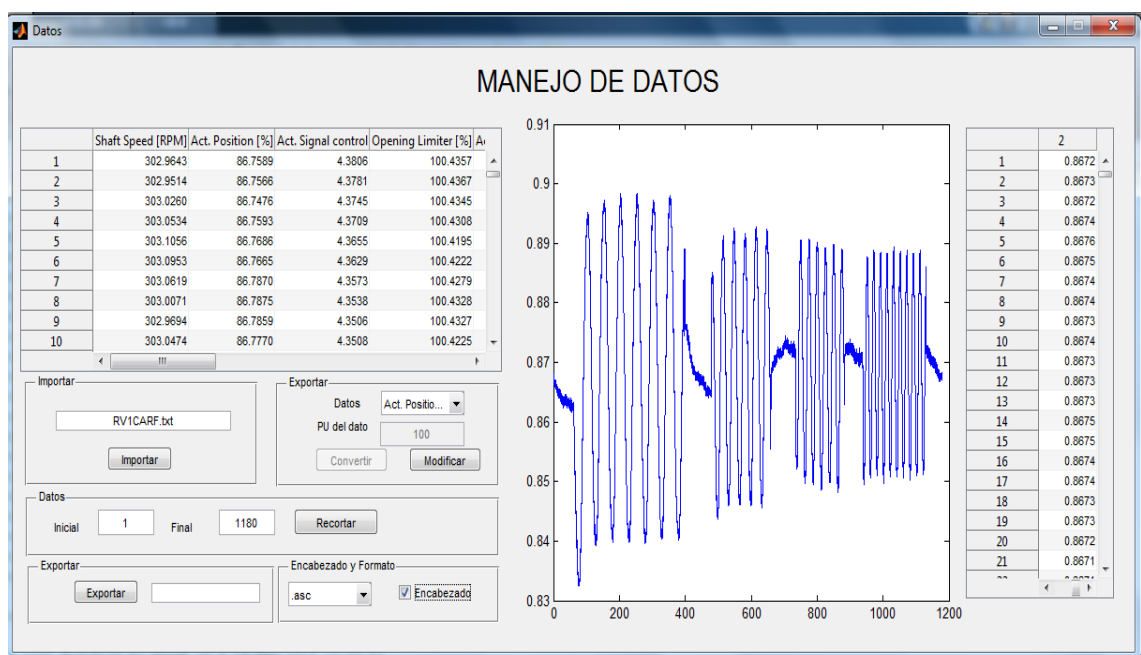 Datos
MANEJO DE DATOS
Shaft Speed [RPM] Act. Position [%] Act. Signal control Opening Limiter [%] A
1 302.9643 86.7589 4.3806 100.4357
2 302.9514 86.7566 4.3781 100.4367
3 303.0260 86.7476 4.3745 100.4345
4 303.0534 86.7593 4.3709 100.4308
5 303.1056 86.7686 4.3655 100.4195
6 303.0953 86.7665 4.3629 100.4222
7 303.0619 86.7870 4.3573 100.4279
8 303.0071 86.7875 4.3538 100.4328
9 302.9694 86.7859 4.3506 100.4327
10 303.0474 86.7770 4.3508 100.4225
Importar
RV1CARF.txt
Importar
Exportar
Datos Act. Positio...
PU del dato 100
Convertir Modificar
Datos
Inicial 1 Final 1180 Recortar
Exportar
Exportar
Encabezado y Formato
.asc Encabezado
0.91
0.9
0.89
0.88
0.87
0.86
0.85
0.84
0.83
0 200 400 600 800 1000 1200
2
1 0.8672
2 0.8673
3 0.8672
4 0.8674
5 0.8676
6 0.8675
7 0.8674
8 0.8674
9 0.8673
10 0.8674
11 0.8673
12 0.8673
13 0.8673
14 0.8675
15 0.8675
16 0.8674
17 0.8674
18 0.8673
19 0.8673
20 0.8672
21 0.8671